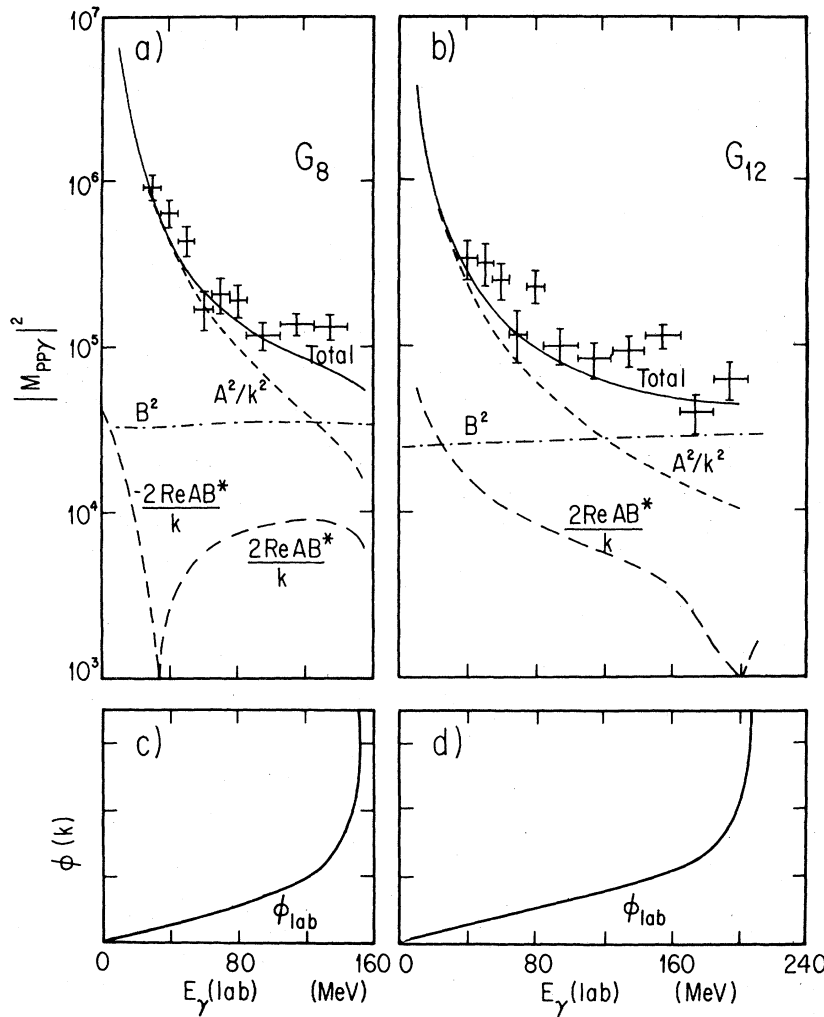 10^7
10^6
10^5
10^4
10^3
|M_PPγ|^2
a)
G_8
Total
A^2/k^2
B^2
-2ReAB*
k
2ReAB*
k
b)
G_12
Total
B^2
A^2/k^2
2ReAB*
k
c)
ϕ(k)
ϕ_lab
0 80 160
E_γ(lab) (MeV)
d)
ϕ_lab
0 80 160 240
E_γ(lab) (MeV)